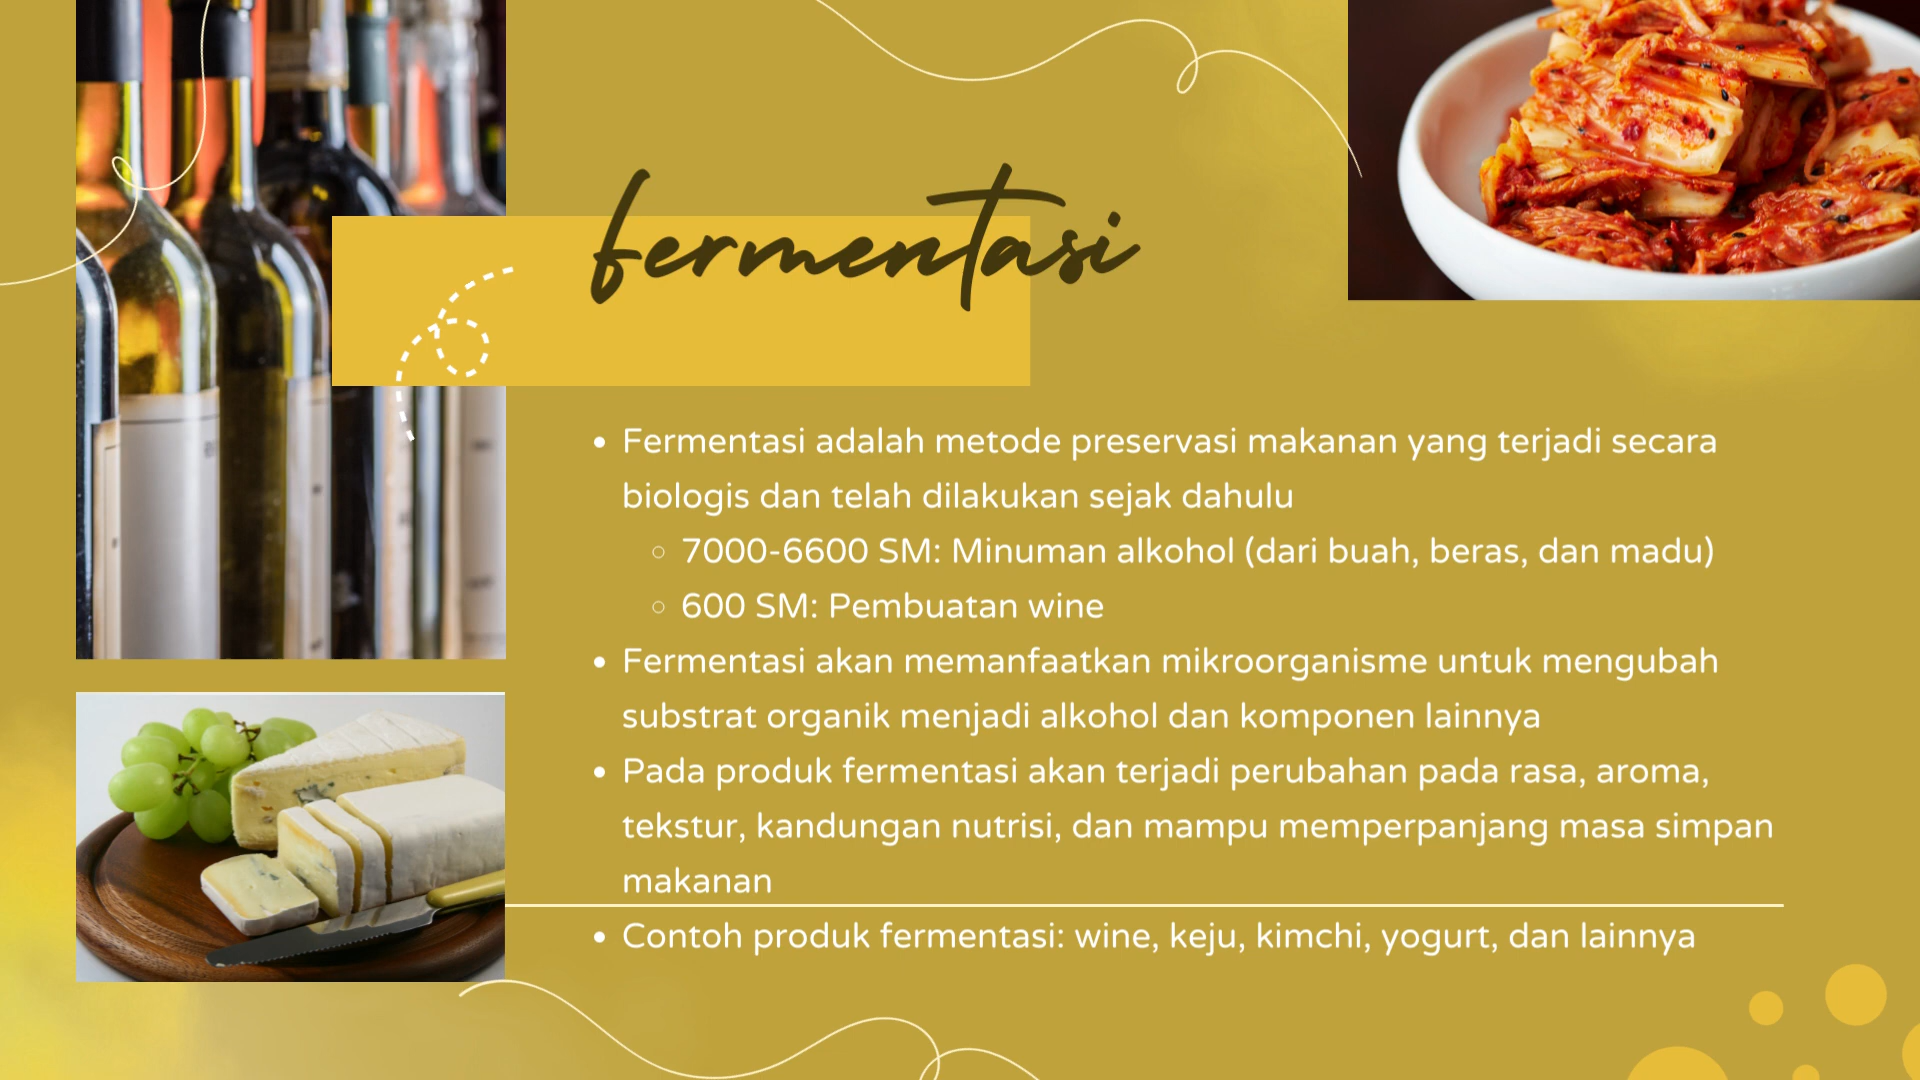 fermentasi
• Fermentasi adalah metode preservasi makanan yang terjadi secara
biologis dan telah dilakukan sejak dahulu
◦ 7000-6600 SM: Minuman alkohol (dari buah, beras, dan madu)
◦ 600 SM: Pembuatan wine
• Fermentasi akan memanfaatkan mikroorganisme untuk mengubah
substrat organik menjadi alkohol dan komponen lainnya
• Pada produk fermentasi akan terjadi perubahan pada rasa, aroma,
tekstur, kandungan nutrisi, dan mampu memperpanjang masa simpan
makanan
• Contoh produk fermentasi: wine, keju, kimchi, yogurt, dan lainnya